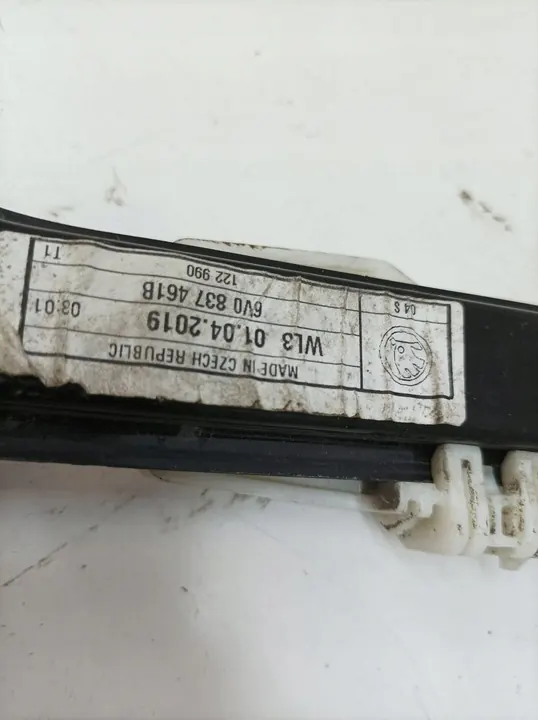 MADE IN CZECH REPUBLIC
WL3 01.04.2019 03:01
6V0 837 461B
122 990 T1
04 S